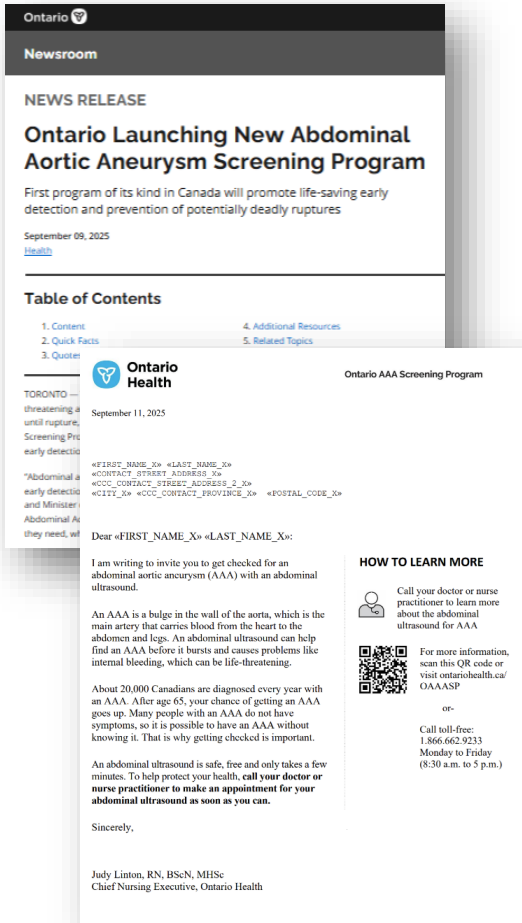 Ontario
Newsroom
NEWS RELEASE
Ontario Launching New Abdominal
Aortic Aneurysm Screening Program
First program of its kind in Canada will promote life-saving early
detection and prevention of potentially deadly ruptures
September 09, 2025
Health
Table of Contents
1. Content
2. Quick Facts
3. Quotes
4. Additional Resources
5. Related Topics
TORONTO —
threatening a
until rupture,
Screening Pro
early detectio
"Abdominal a
early detectio
and Minister
Abdominal A
they need, wh
Ontario
Health
Ontario AAA Screening Program
September 11, 2025
«FIRST_NAME_X» «LAST_NAME_X»
«CONTACT_STREET_ADDRESS_X»
«CCC_CONTACT_STREET_ADDRESS_2_X»
«CITY_X» «CCC_CONTACT_PROVINCE_X» «POSTAL_CODE_X»
Dear «FIRST_NAME_X» «LAST_NAME_X»:
I am writing to invite you to get checked for an
abdominal aortic aneurysm (AAA) with an abdominal
ultrasound.
An AAA is a bulge in the wall of the aorta, which is the
main artery that carries blood from the heart to the
abdomen and legs. An abdominal ultrasound can help
find an AAA before it bursts and causes problems like
internal bleeding, which can be life-threatening.
About 20,000 Canadians are diagnosed every year with
an AAA. After age 65, your chance of getting an AAA
goes up. Many people with an AAA do not have
symptoms, so it is possible to have an AAA without
knowing it. That is why getting checked is important.
An abdominal ultrasound is safe, free and only takes a few
minutes. To help protect your health, call your doctor or
nurse practitioner to make an appointment for your
abdominal ultrasound as soon as you can.
Sincerely,
Judy Linton, RN, BScN, MHSc
Chief Nursing Executive, Ontario Health
HOW TO LEARN MORE
Call your doctor or nurse
practitioner to learn more
about the abdominal
ultrasound for AAA
For more information,
scan this QR code or
visit ontariohealth.ca/
OAAASP
or-
Call toll-free:
1.866.662.9233
Monday to Friday
(8:30 a.m. to 5 p.m.)